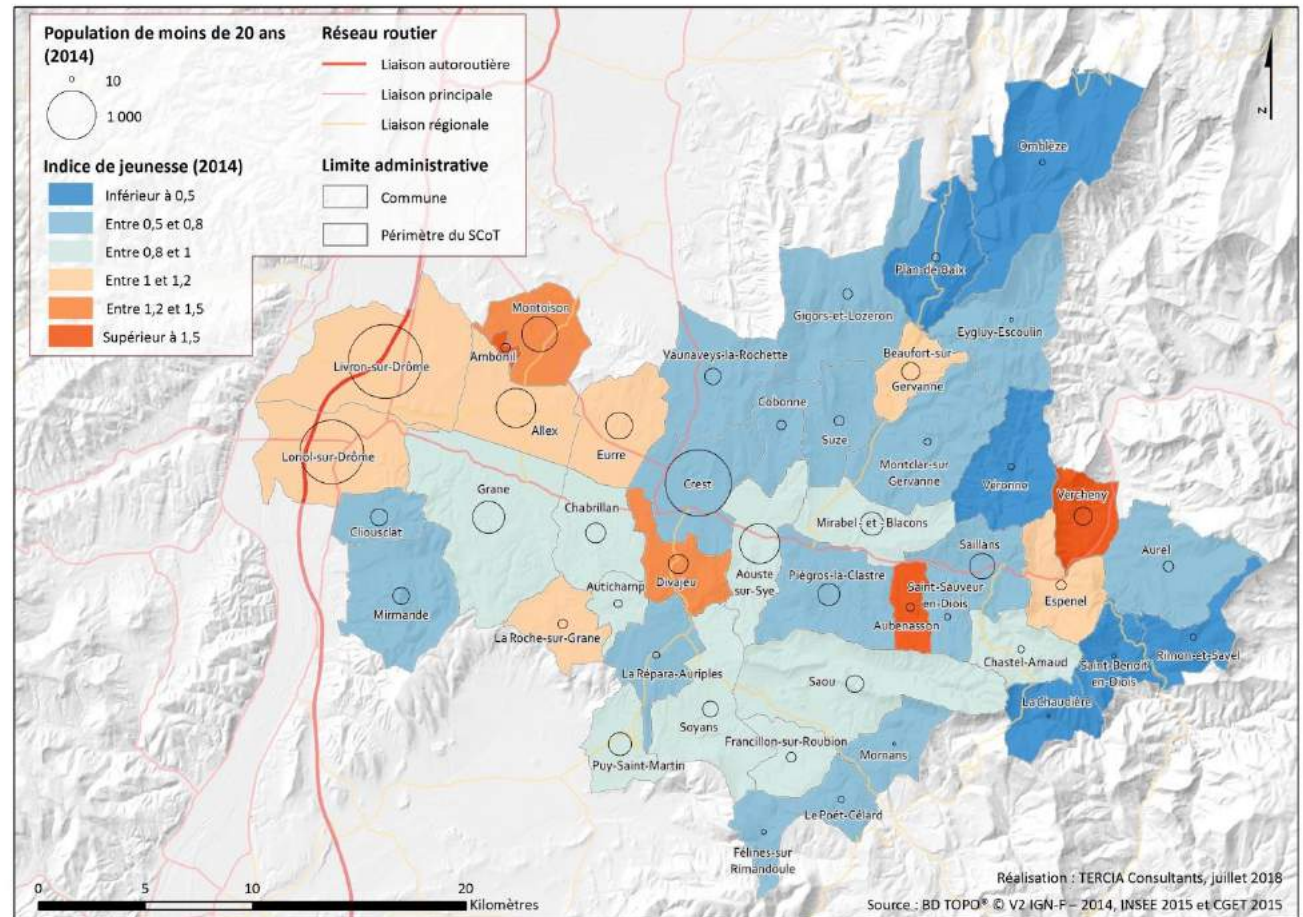 Population de moins de 20 ans
(2014)
10
1 000
Indice de jeunesse (2014)
Inférieur à 0,5
Entre 0,5 et 0,8
Entre 0,8 et 1
Entre 1 et 1,2
Entre 1,2 et 1,5
Supérieur à 1,5
Réseau routier
Liaison autoroutière
Liaison principale
Liaison régionale
Limite administrative
Commune
Périmètre du SCoT
N
Omblèze
Plan-de-Baix
Gigors-et-Lozeron
Eygluy-Escoulin
Montoison
Ambonil
Livron-sur-Drôme
Vaunaveys-la-Rochette
Beaufort-sur-
Gervanne
Cobonne
Allex
Suze
Eurre
Loriol-sur-Drôme
Montclar-sur
Gervanne
Crest
Véronne
Grane
Vercheny
Chabrillan
Mirabel-et-Blacons
Cliousclat
Saillans
Aurel
Autichamp
Divajeu
Aouste
sur-Sye
Piégros-la-Clastre
Saint-Sauveur
en-Diois
Mirmande
Espenel
Aubenasson
La Roche-sur-Grane
Rimon-et-Savel
Chastel-Arnaud
Saint-Benoit
en-Diois
La Répara-Auriples
Saou
La Chaudière
Soyans
Francillon-sur-Roubion
Mornans
Puy-Saint-Martin
Le Poët-Célard
Félines-sur
Rimandoule
0 5 10 20
Kilomètres
Réalisation : TERCIA Consultants, juillet 2018
Source : BD TOPO® © V2 IGN-F – 2014, INSEE 2015 et CGET 2015